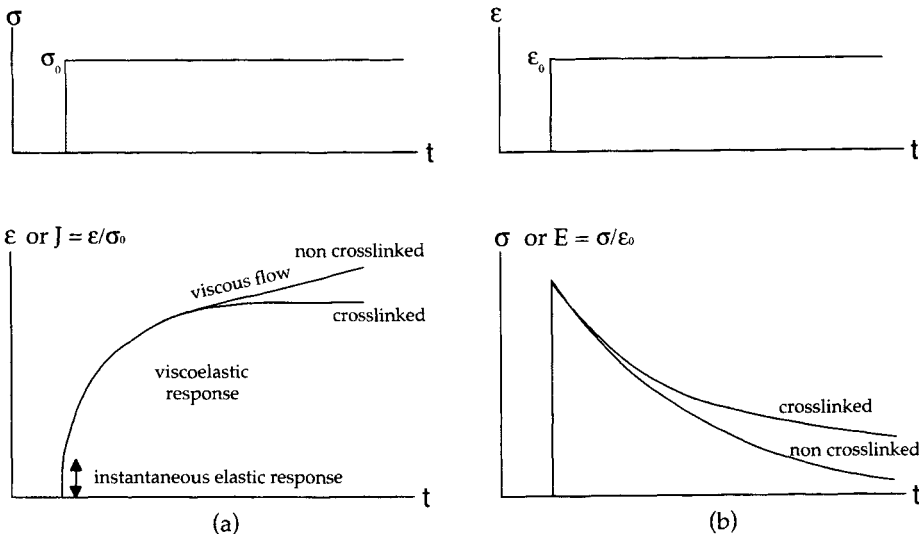 σ
σ₀
t
ε
ε₀
t
ε or J = ε/σ₀
non crosslinked
viscous flow
crosslinked
viscoelastic
response
instantaneous elastic response
t
(a)
σ or E = σ/ε₀
crosslinked
non crosslinked
t
(b)